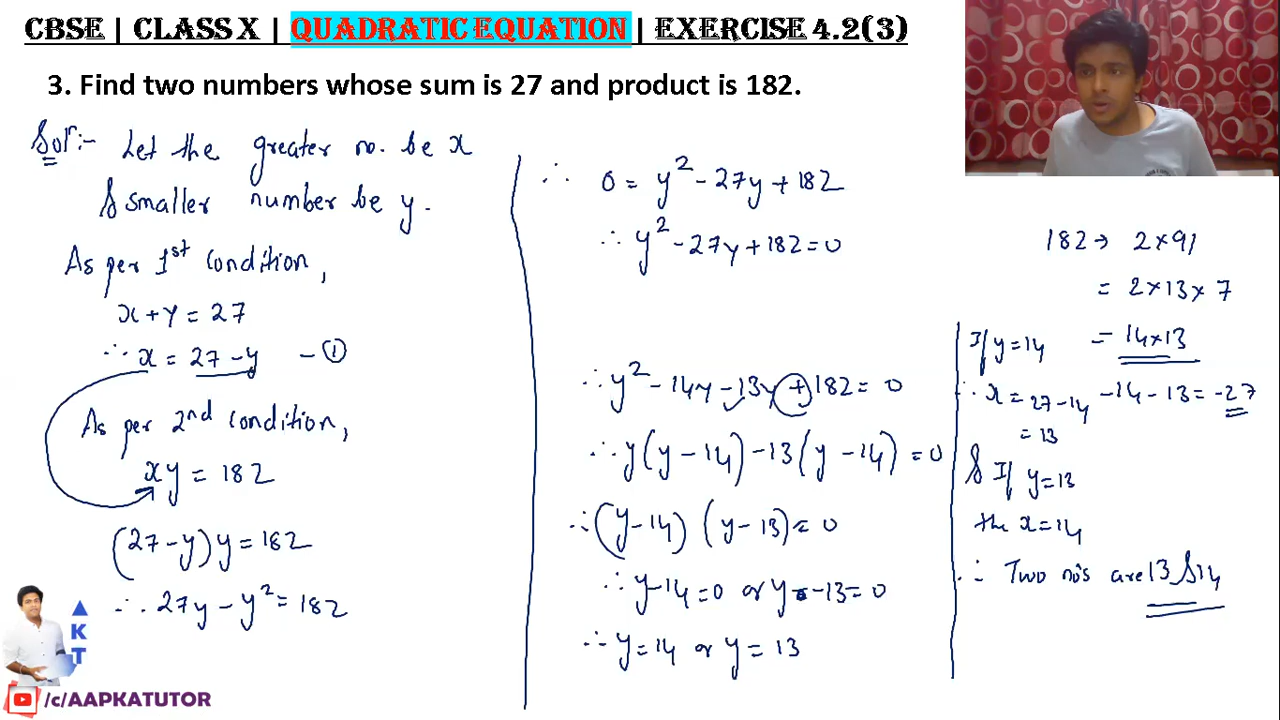 CBSE | CLASS X | QUADRATIC EQUATION | EXERCISE 4.2(3)
3. Find two numbers whose sum is 27 and product is 182.
Solⁿ:- Let the greater no. be x
& smaller number be y.
As per 1st condition,
x + y = 27
∴ x = 27 - y - ①
As per 2nd condition,
xy = 182
(27 - y) y = 182
∴ 27y - y² = 182
∴ 0 = y² - 27y + 182
∴ y² - 27y + 182 = 0
∴ y² - 14y - 13y + 182 = 0
∴ y(y - 14) - 13(y - 14) = 0
∴ (y - 14) (y - 13) = 0
∴ y - 14 = 0 or y - 13 = 0
∴ y = 14 or y = 13
182 → 2 × 91
= 2 × 13 × 7
= 14 × 13
-14 - 13 = -27
If y = 14
∴ x = 27 - 14
= 13
& If y = 13
the x = 14
∴ Two no's are 13 & 14
AKT
/c/AAPKATUTOR